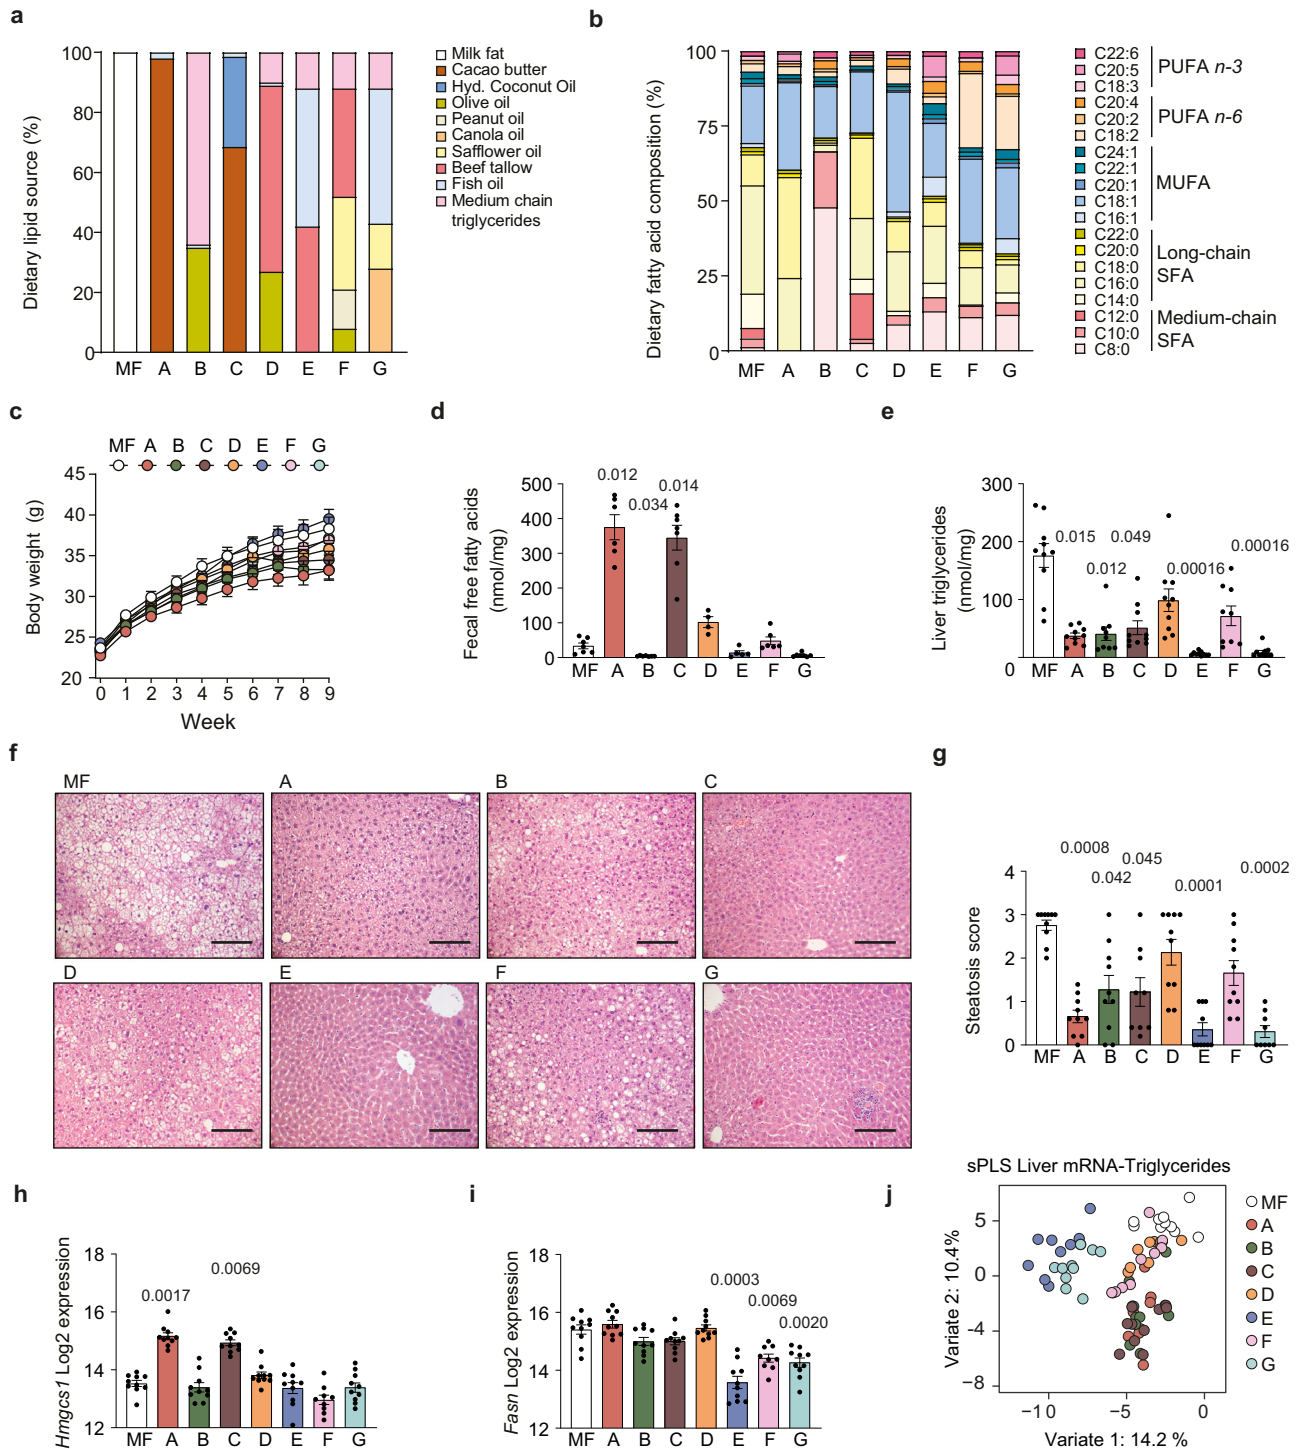 a
100
80
60
40
20
0
Dietary lipid source (%)
MF A B C D E F G
Milk fat
Cacao butter
Hyd. Coconut Oil
Olive oil
Peanut oil
Canola oil
Safflower oil
Beef tallow
Fish oil
Medium chain
triglycerides
b
100
75
50
25
0
Dietary fatty acid composition (%)
MF A B C D E F G
C22:6
C20:5
C18:3
PUFA n-3
C20:4
C20:2
C18:2
PUFA n-6
C24:1
C22:1
C20:1
C18:1
C16:1
MUFA
C22:0
C20:0
C18:0
C16:0
C14:0
Long-chain
SFA
C12:0
C10:0
C8:0
Medium-chain
SFA
c
MF A B C D E F G
45
40
35
30
25
20
Body weight (g)
0 1 2 3 4 5 6 7 8 9
Week
d
0.012
0.034
0.014
500
400
300
200
100
0
Fecal free fatty acids
(nmol/mg)
MF A B C D E F G
e
300
200
100
0
Liver triglycerides
(nmol/mg)
0.015
0.012
0.049
0.00016
0.00016
MF A B C D E F G
f
MF
A
B
C
D
E
F
G
g
0.0008
0.042
0.045
0.0001
0.0002
4
3
2
1
0
Steatosis score
MF A B C D E F G
h
18
16
14
12
Hmgcs1 Log2 expression
0.0017
0.0069
MF A B C D E F G
i
18
16
14
12
Fasn Log2 expression
0.0003
0.0069
0.0020
MF A B C D E F G
j
sPLS Liver mRNA-Triglycerides
5
0
−4
−8
Variate 2: 10.4%
−10 −5 0
Variate 1: 14.2 %
MF
A
B
C
D
E
F
G